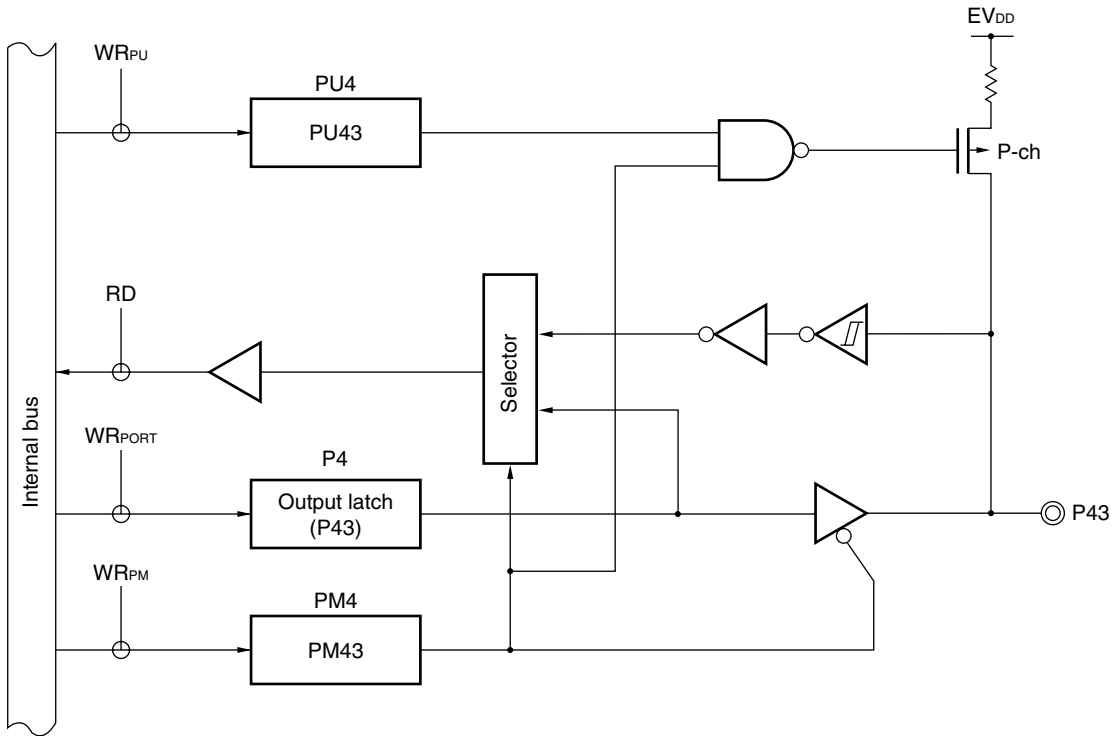 EVDD
WRPU
PU4
PU43
P-ch
RD
Selector
Internal bus
WRPORT
P4
Output latch
(P43)
P43
WRPM
PM4
PM43